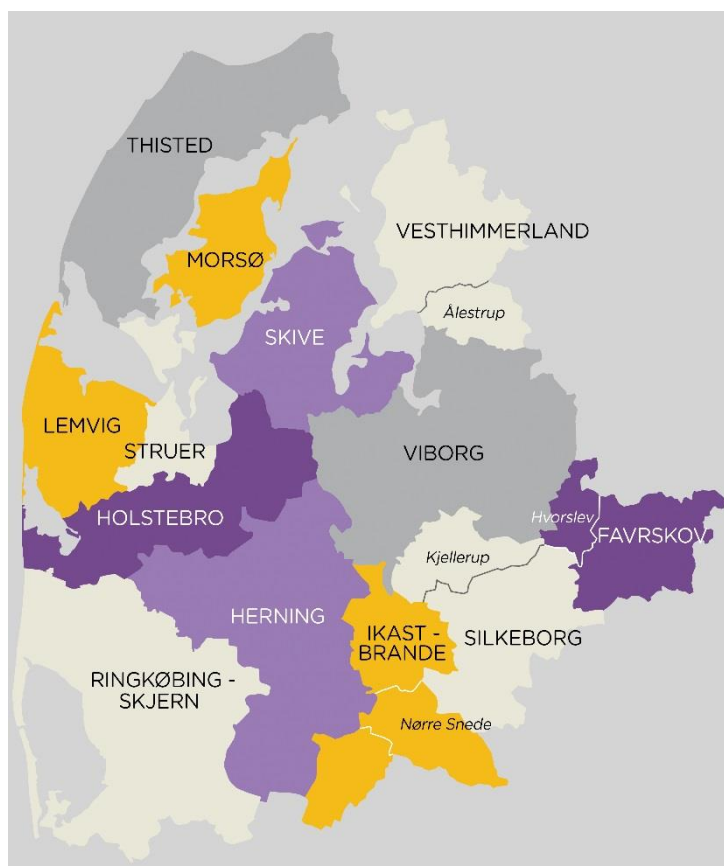 THISTED
VESTHIMMERLAND
MORSØ
Ålestrup
SKIVE
LEMVIG
STRUER
VIBORG
HOLSTEBRO
Hvorslev
FAVRSKOV
Kjellerup
HERNING
IKAST -
BRANDE
SILKEBORG
RINGKØBING -
SKJERN
Nørre Snede